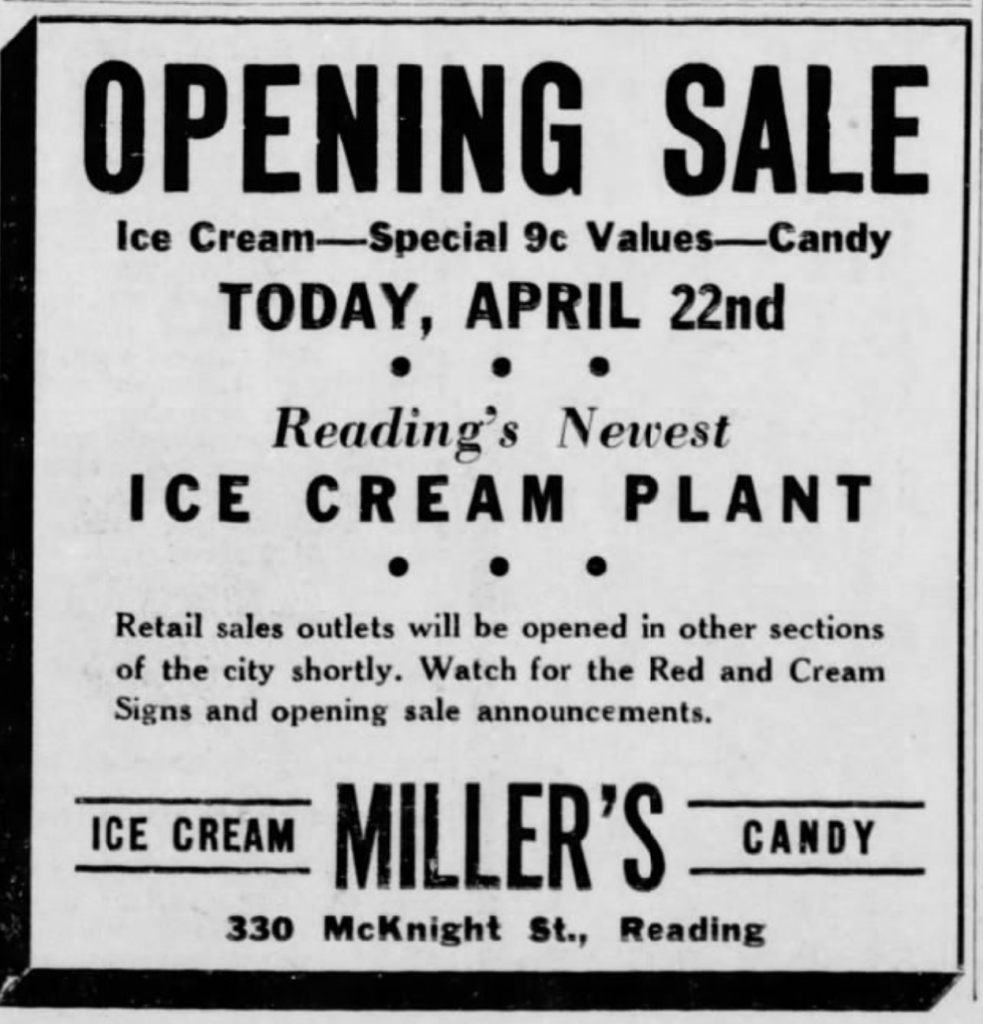 OPENING SALE
Ice Cream—Special 9c Values—Candy
TODAY, APRIL 22nd
• • •
Reading's Newest
ICE CREAM PLANT
• • •
Retail sales outlets will be opened in other sections
of the city shortly. Watch for the Red and Cream
Signs and opening sale announcements.
ICE CREAM MILLER'S CANDY
330 McKnight St., Reading